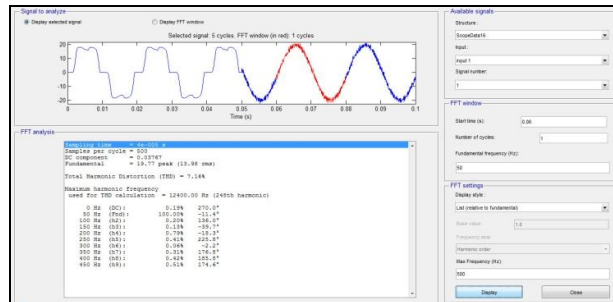 Signal to analyze
Display selected signal
Display FFT window
Selected signal: 5 cycles. FFT window (in red): 1 cycles
20
10
0
-10
-20
0 0.01 0.02 0.03 0.04 0.05 0.06 0.07 0.08 0.09 0.1
Time (s)
FFT analysis
Sampling time = 4e-005 s
Samples per cycle = 500
DC component = 0.03767
Fundamental = 19.77 peak (13.98 rms)
Total Harmonic Distortion (THD) = 7.16%
Maximum harmonic frequency
used for THD calculation = 12400.00 Hz (248th harmonic)
0 Hz (DC): 0.19% 270.0°
50 Hz (Fnd): 100.00% -11.4°
100 Hz (h2): 0.20% 136.0°
150 Hz (h3): 0.13% -39.7°
200 Hz (h4): 0.79% -18.3°
250 Hz (h5): 0.41% 225.8°
300 Hz (h6): 0.06% -2.2°
350 Hz (h7): 0.31% 176.8°
400 Hz (h8): 0.42% 185.8°
450 Hz (h9): 0.51% 174.6°
Available signals
Structure :
ScopeData16
Input :
input 1
Signal number:
1
FFT window
Start time (s): 0.06
Number of cycles: 1
Fundamental frequency (Hz):
50
FFT settings
Display style :
List (relative to fundamental)
Base value: 1.0
Frequency axis:
Harmonic order
Max Frequency (Hz):
500
Display
Close